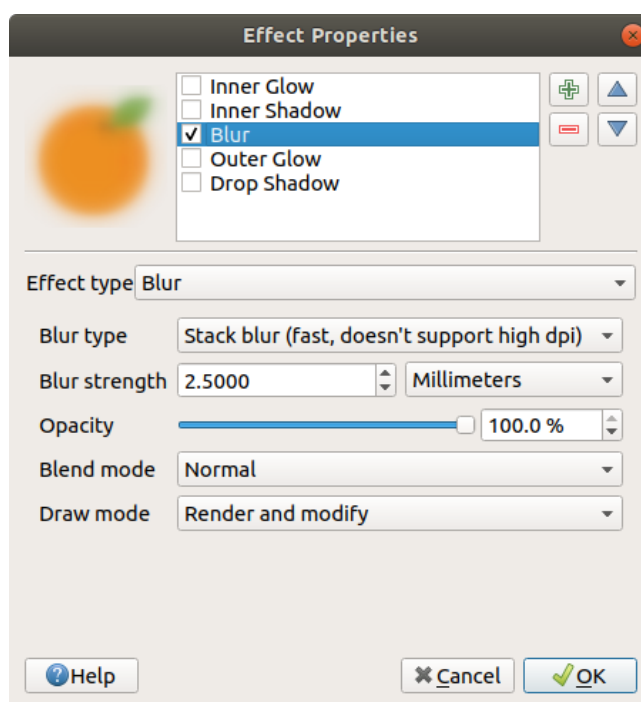 Effect Properties
Inner Glow
Inner Shadow
Blur
Outer Glow
Drop Shadow
Effect type Blur
Blur type Stack blur (fast, doesn't support high dpi)
Blur strength 2.5000 Millimeters
Opacity 100.0 %
Blend mode Normal
Draw mode Render and modify
Help Cancel OK